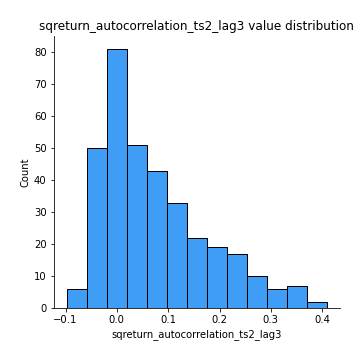 sqreturn_autocorrelation_ts2_lag3 value distribution
80
70
60
50
40
30
20
10
0
Count
−0.1 0.0 0.1 0.2 0.3 0.4
sqreturn_autocorrelation_ts2_lag3